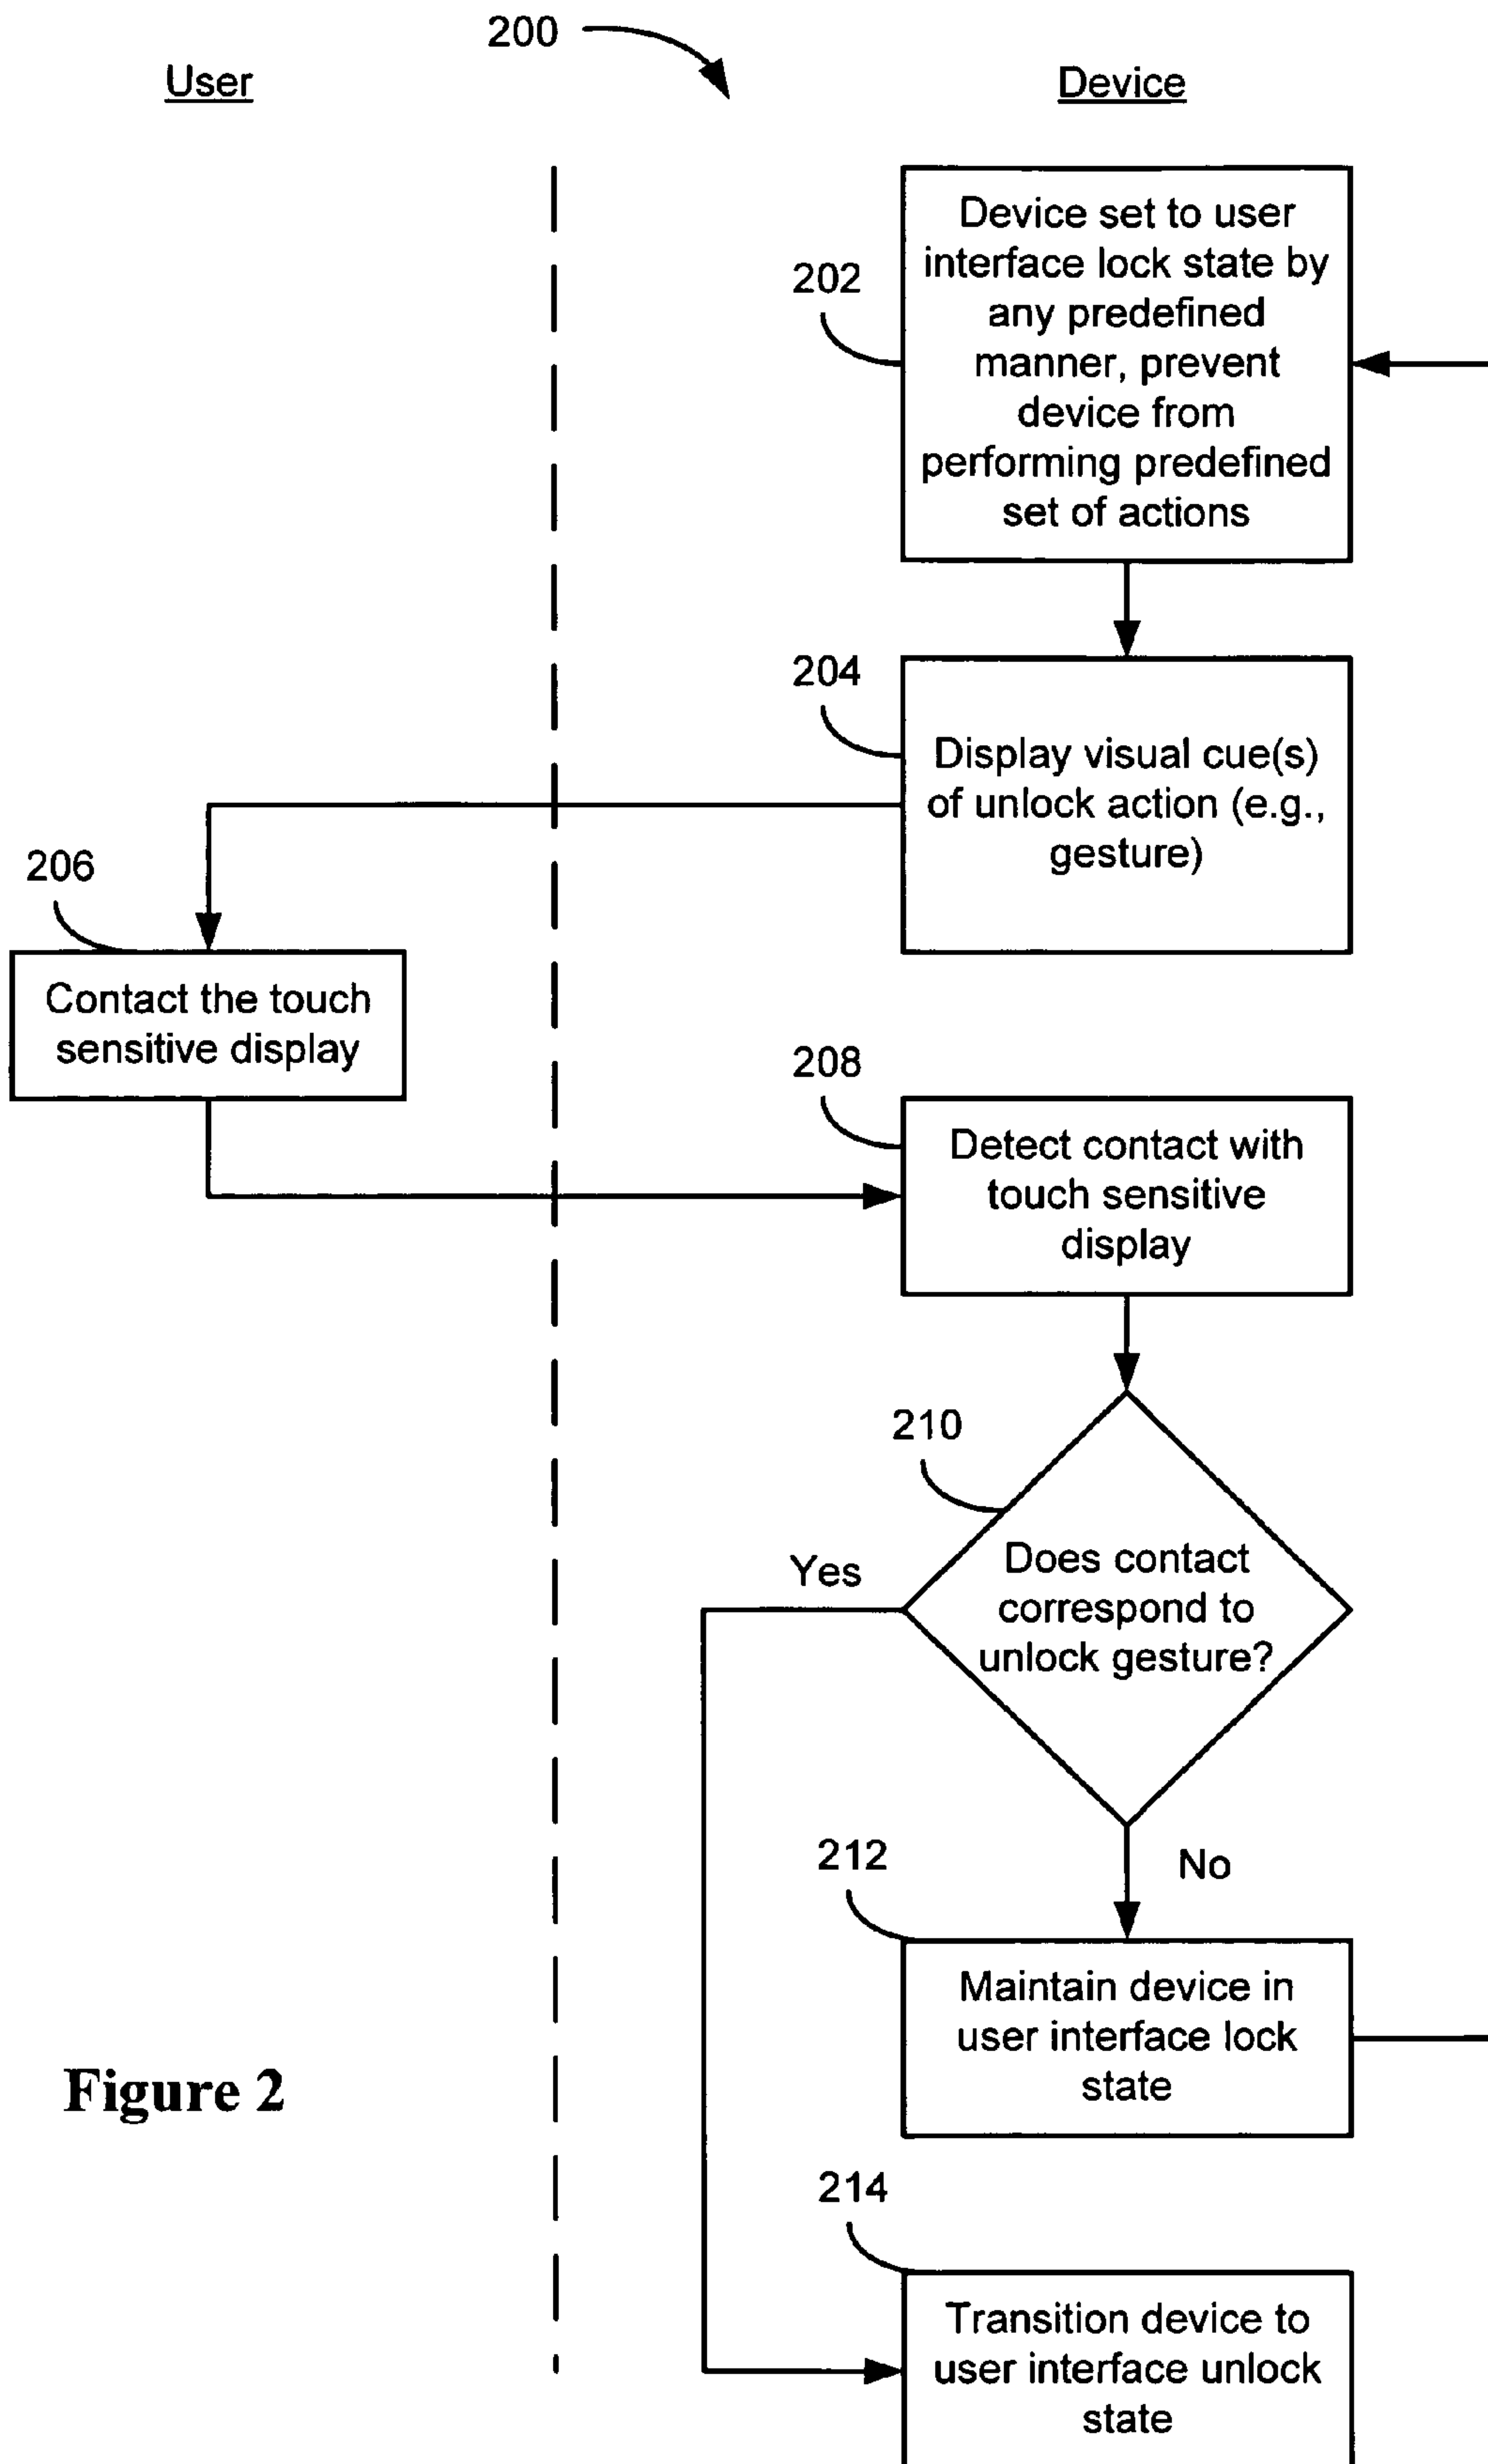 200
User
Device
202
Device set to user
interface lock state by
any predefined
manner, prevent
device from
performing predefined
set of actions
204
Display visual cue(s)
of unlock action (e.g.,
gesture)
206
Contact the touch
sensitive display
208
Detect contact with
touch sensitive
display
210
Does contact
correspond to
unlock gesture?
Yes
No
212
Maintain device in
user interface lock
state
Figure 2
214
Transition device to
user interface unlock
state